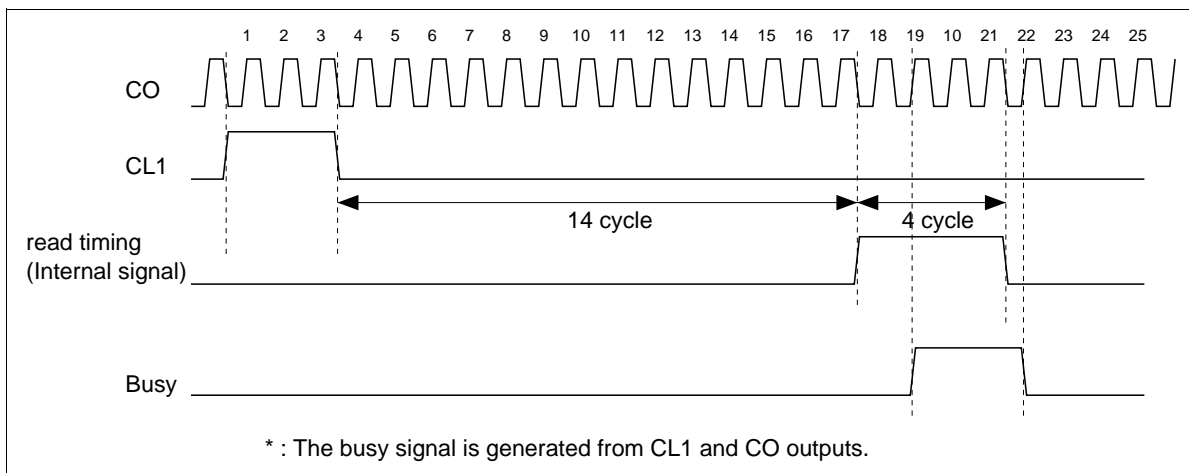 1 2 3 4 5 6 7 8 9 10 11 12 13 14 15 16 17 18 19 10 21 22 23 24 25
CO
CL1
14 cycle
4 cycle
read timing
(Internal signal)
Busy
* : The busy signal is generated from CL1 and CO outputs.